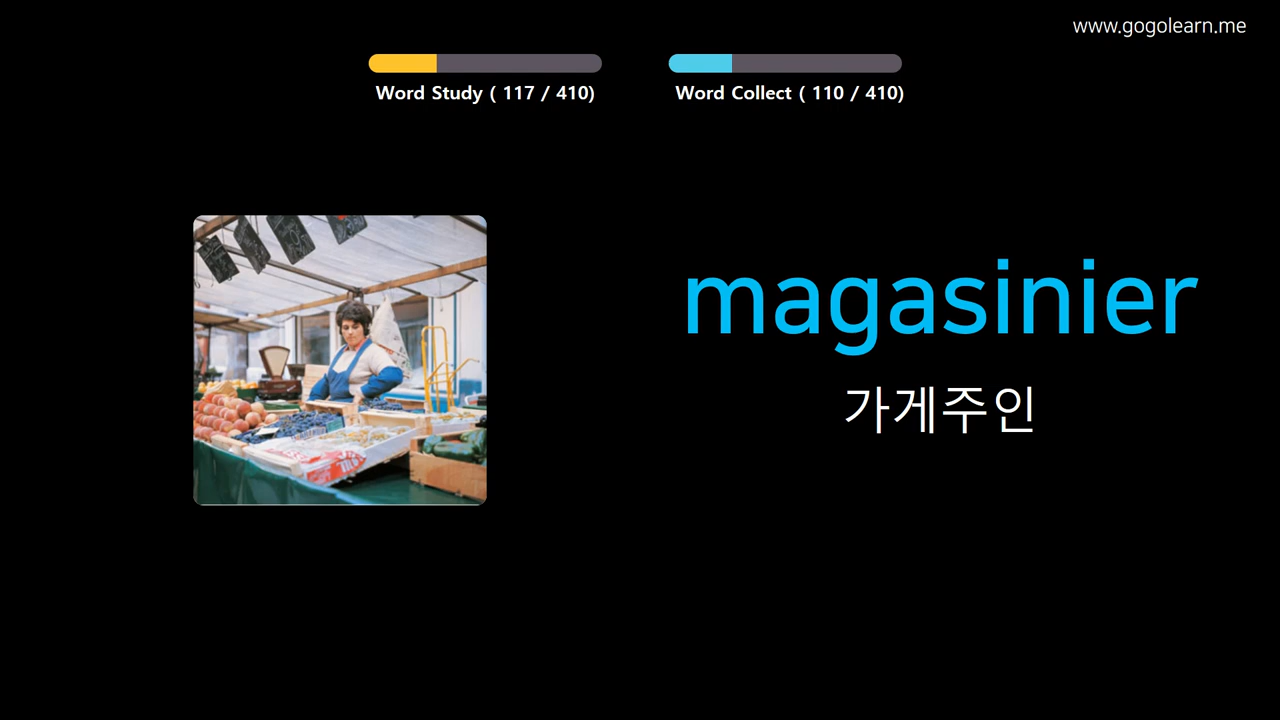 www.gogolearn.me
Word Study ( 117 / 410)
Word Collect ( 110 / 410)
magasinier
가게주인